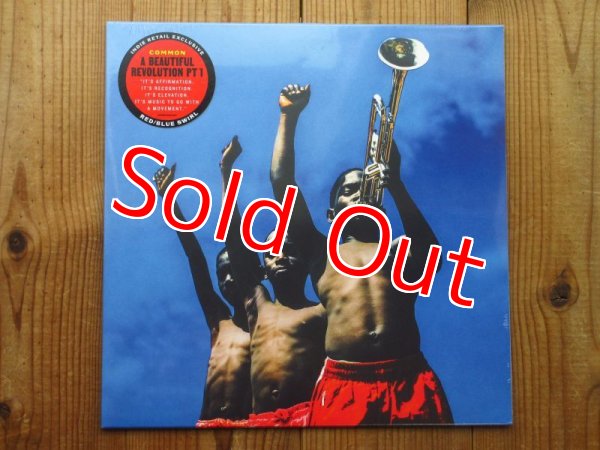 INDIE RETAIL EXCLUSIVE
COMMON
A BEAUTIFUL
REVOLUTION PT 1
"IT'S AFFIRMATION.
IT'S RECOGNITION.
IT'S ELEVATION.
IT'S MUSIC TO GO WITH
A MOVEMENT."
RED/BLUE SWIRL
Sold Out